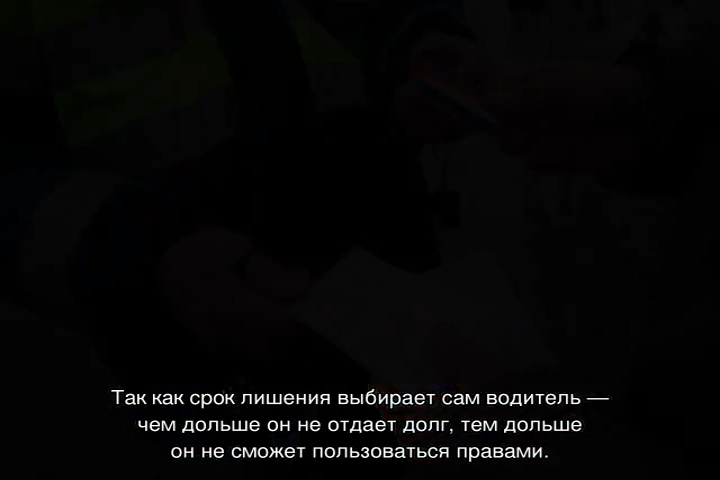 Так как срок лишения выбирает сам водитель —
чем дольше он не отдает долг, тем дольше
он не сможет пользоваться правами.